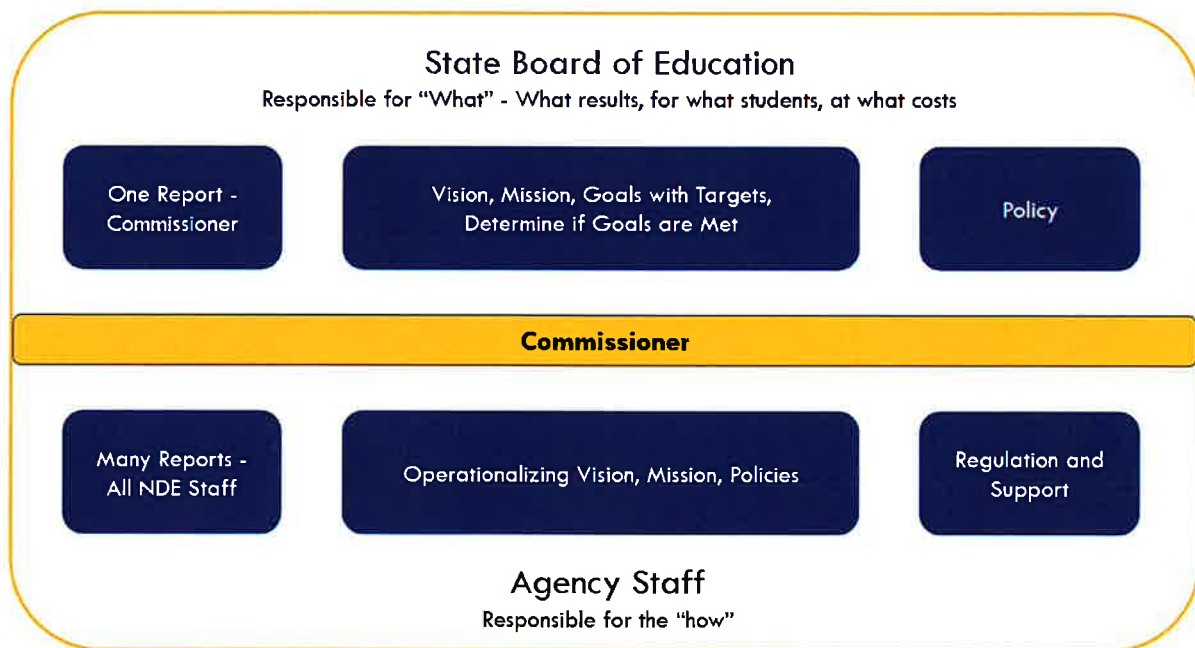 State Board of Education
Responsible for “What” - What results, for what students, at what costs
One Report -
Commissioner
Vision, Mission, Goals with Targets,
Determine if Goals are Met
Policy
Commissioner
Many Reports -
All NDE Staff
Operationalizing Vision, Mission, Policies
Regulation and
Support
Agency Staff
Responsible for the “how”